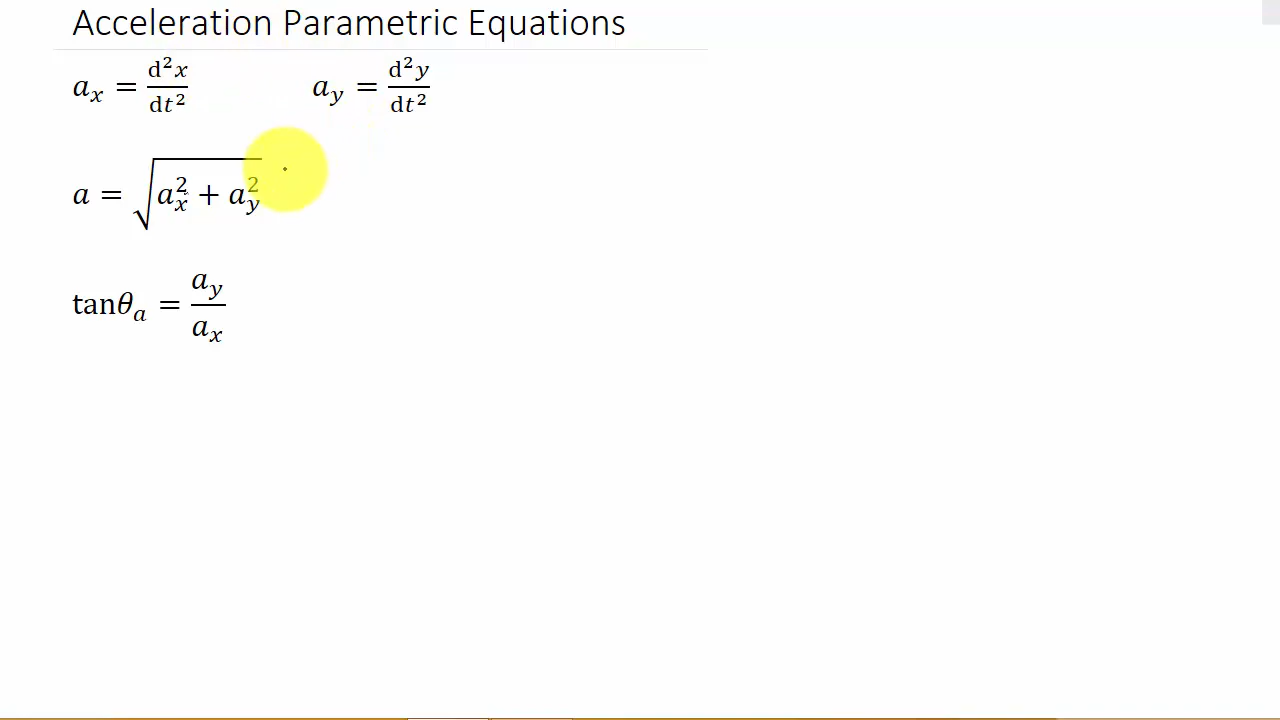 Acceleration Parametric Equations
a_x = d²x/dt² a_y = d²y/dt²
a = √(a_x² + a_y²)
tanθ_a = a_y/a_x